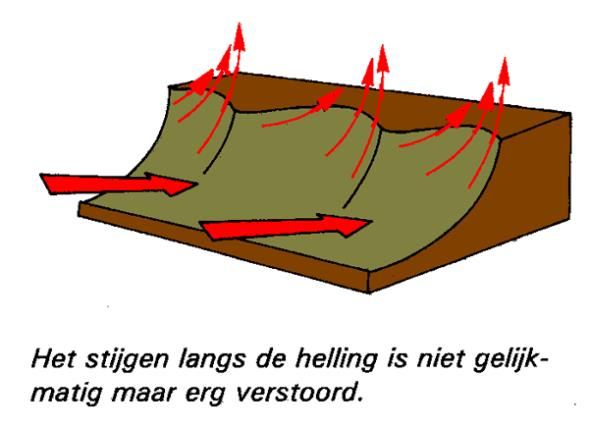 Het stijgen langs de helling is niet gelijk-
matig maar erg verstoord.